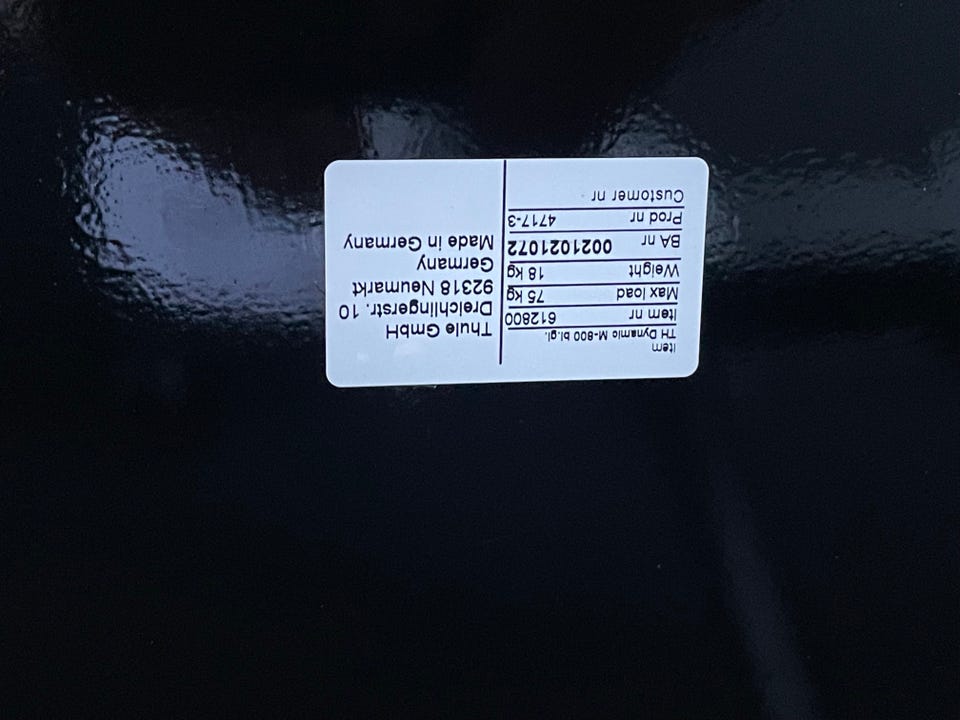 Item
TH Dynamic M-800 bl.gl.
Item nr 612800
Max load 75 kg
Weight 18 kg
BA nr 0021021072
Prod nr 4717-3
Customer nr
Thule GmbH
Dreichlingerstr. 10
92318 Neumarkt
Germany
Made in Germany